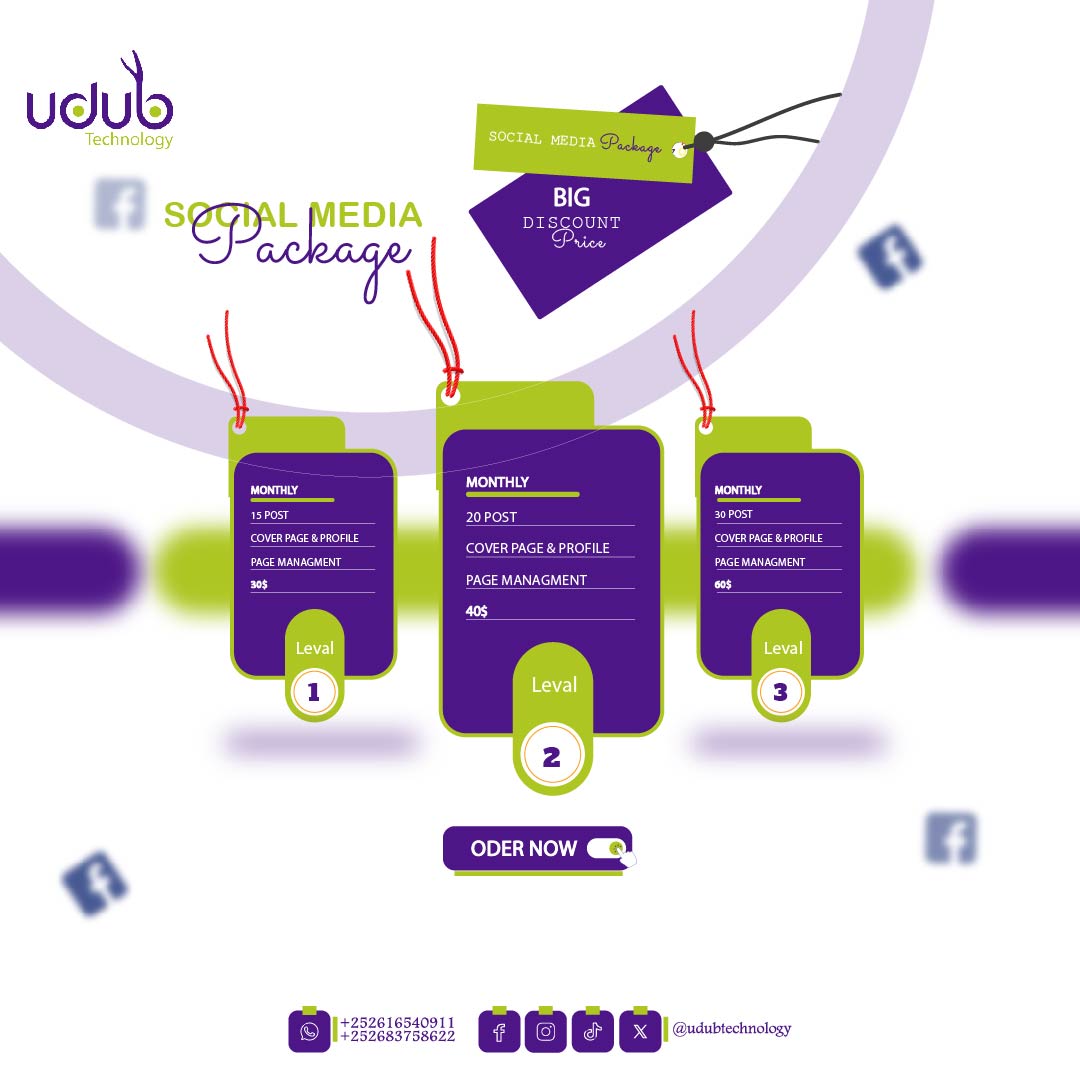 udub
Technology
SOCIAL MEDIA Package
BIG
DISCOUNT
Price
SOCIAL MEDIA
Package
MONTHLY
15 POST
COVER PAGE & PROFILE
PAGE MANAGMENT
30$
Leval
1
MONTHLY
20 POST
COVER PAGE & PROFILE
PAGE MANAGMENT
40$
Leval
2
MONTHLY
30 POST
COVER PAGE & PROFILE
PAGE MANAGMENT
60$
Leval
3
ODER NOW
+252616540911
+252683758622
@udubtechnology